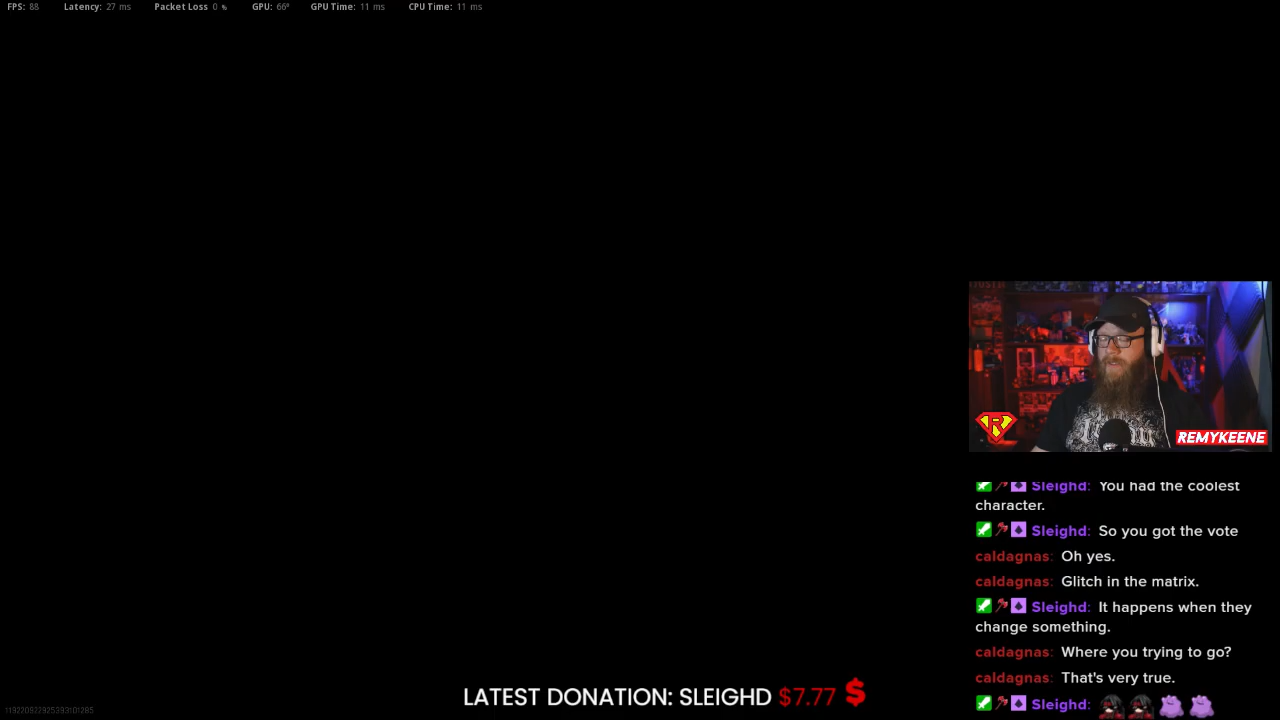 FPS: 88 Latency: 27 ms Packet Loss 0 % GPU: 66° GPU Time: 11 ms CPU Time: 11 ms
R
REMYKEENE
Sleighd: You had the coolest
character.
Sleighd: So you got the vote
caldagnas: Oh yes.
caldagnas: Glitch in the matrix.
Sleighd: It happens when they
change something.
caldagnas: Where you trying to go?
caldagnas: That's very true.
Sleighd:
LATEST DONATION: SLEIGHD $7.77 $